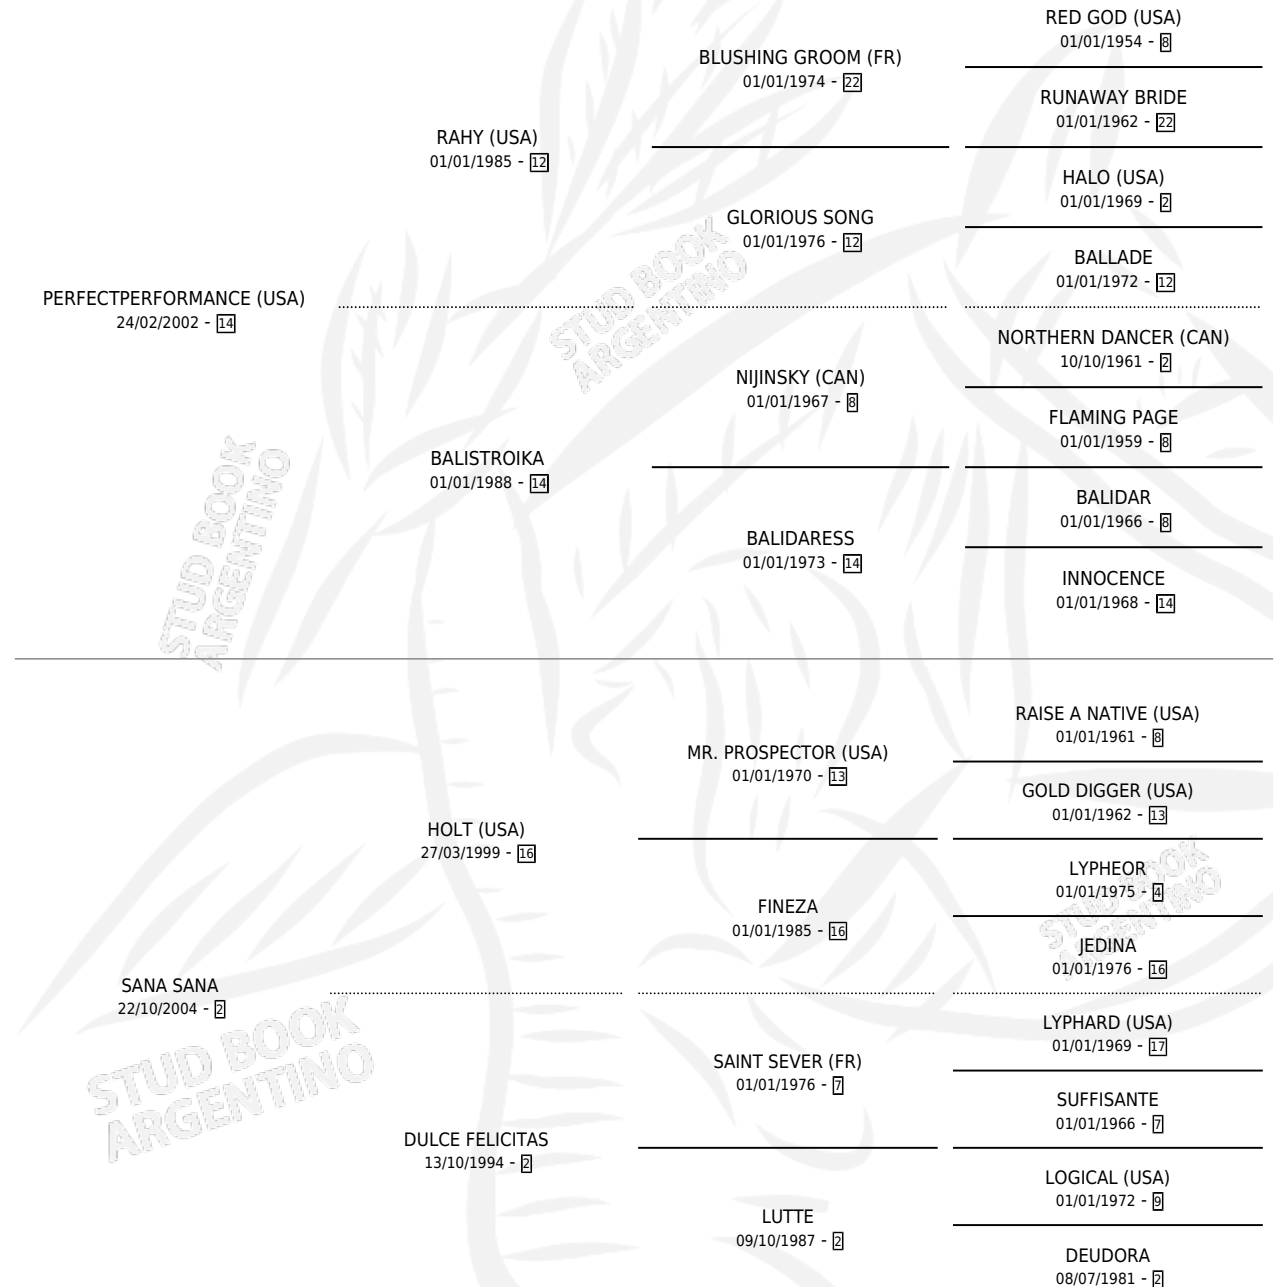 RED GOD (USA)
01/01/1954 - 8
BLUSHING GROOM (FR)
01/01/1974 - 22
RUNAWAY BRIDE
01/01/1962 - 22
RAHY (USA)
01/01/1985 - 12
HALO (USA)
01/01/1969 - 2
GLORIOUS SONG
01/01/1976 - 12
BALLADE
01/01/1972 - 12
PERFECTPERFORMANCE (USA)
24/02/2002 - 14
STUD BOOK
ARGENTINO
NORTHERN DANCER (CAN)
10/10/1961 - 2
NIJINSKY (CAN)
01/01/1967 - 8
FLAMING PAGE
01/01/1959 - 8
BALISTROIKA
01/01/1988 - 14
BALIDAR
01/01/1966 - 8
BALIDARESS
01/01/1973 - 14
INNOCENCE
01/01/1968 - 14
STUD BOOK
ARGENTINO
RAISE A NATIVE (USA)
01/01/1961 - 8
MR. PROSPECTOR (USA)
01/01/1970 - 13
GOLD DIGGER (USA)
01/01/1962 - 13
HOLT (USA)
27/03/1999 - 16
LYPHEOR
01/01/1975 - 4
FINEZA
01/01/1985 - 16
JEDINA
01/01/1976 - 16
STUD BOOK
ARGENTINO
SANA SANA
22/10/2004 - 2
STUD BOOK
ARGENTINO
LYPHARD (USA)
01/01/1969 - 17
SAINT SEVER (FR)
01/01/1976 - 7
SUFFISANTE
01/01/1966 - 7
DULCE FELICITAS
13/10/1994 - 2
LOGICAL (USA)
01/01/1972 - 9
LUTTE
09/10/1987 - 2
DEUDORA
08/07/1981 - 2